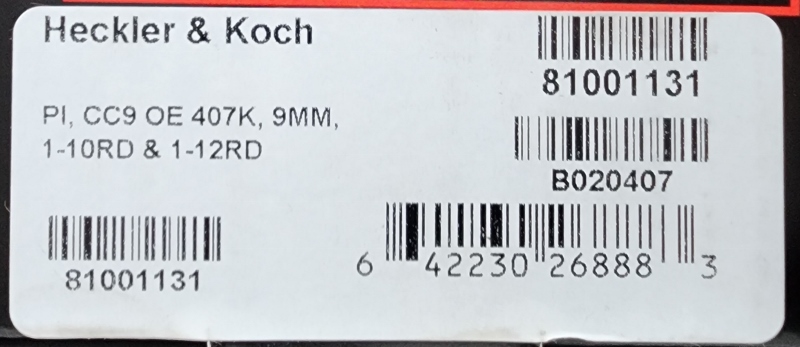 Heckler & Koch
81001131
PI, CC9 OE 407K, 9MM,
1-10RD & 1-12RD
B020407
81001131
6 42230 26888 3